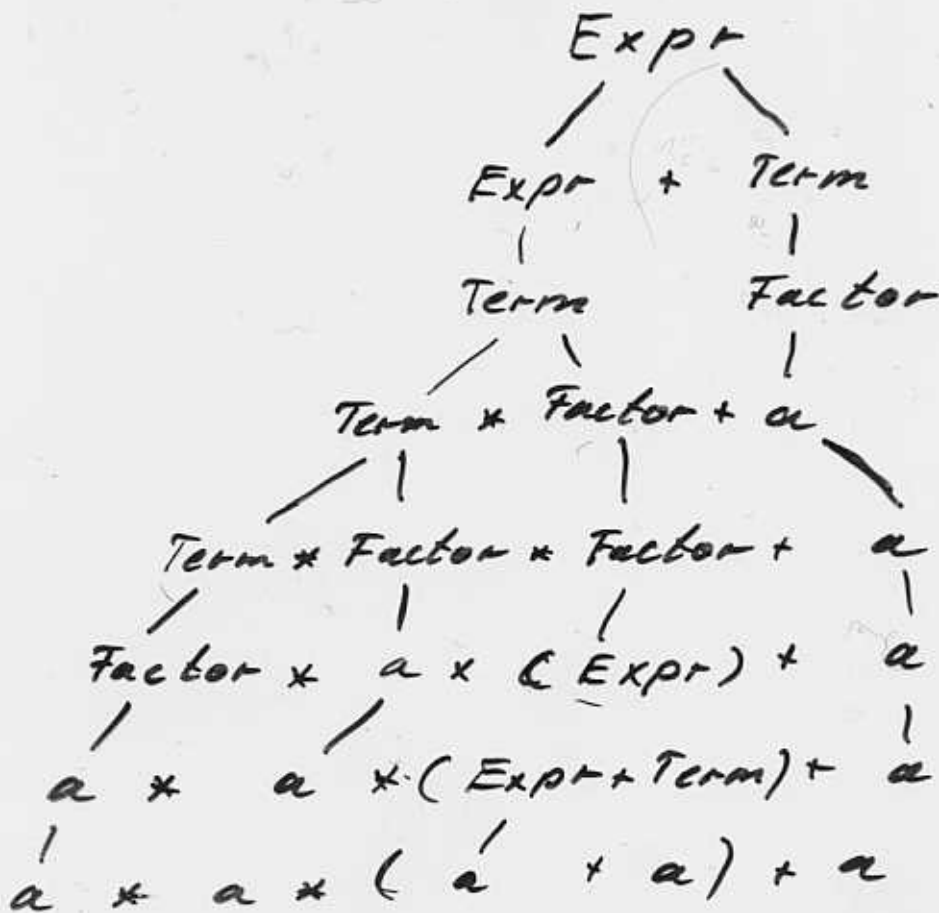 Expr
Expr + Term
Term Factor
Term * Factor + a
Term * Factor * Factor + a
Factor * a * (Expr) + a
a * a * (Expr + Term) + a
a * a * (a + a) + a